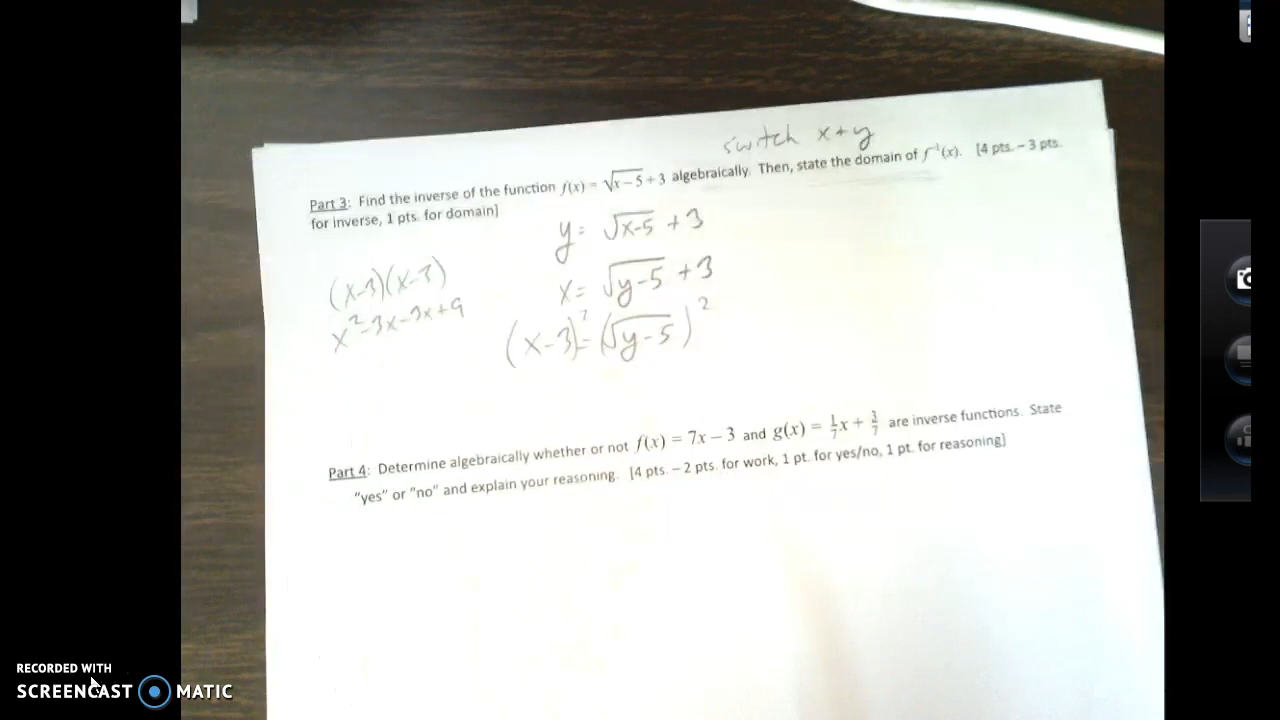 switch x + y
Part 3: Find the inverse of the function f(x) = √x − 5 + 3 algebraically. Then, state the domain of f⁻¹(x). [4 pts. – 3 pts.
for inverse, 1 pts. for domain]
y = √x-5 + 3
(x-3)(x-3)
x = √y-5 + 3
x² -3x -3x + 9
(x-3)² = (√y-5)²
Part 4: Determine algebraically whether or not f(x) = 7x − 3 and g(x) = 1/7 x + 3/7 are inverse functions. State
“yes” or “no” and explain your reasoning. [4 pts. – 2 pts. for work, 1 pt. for yes/no, 1 pt. for reasoning]
RECORDED WITH
SCREENCAST MATIC